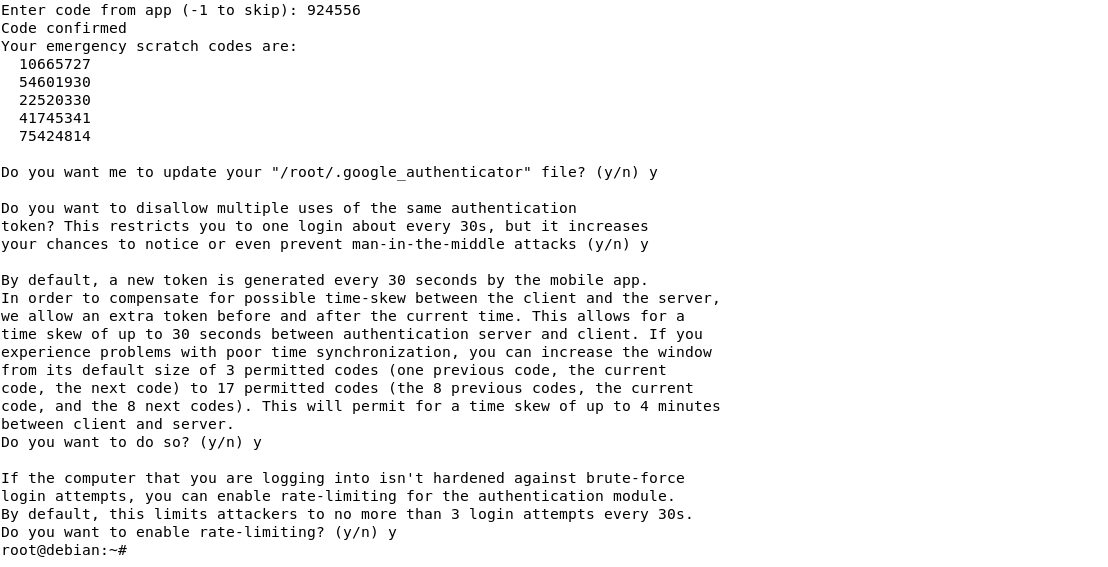 Enter code from app (-1 to skip): 924556
Code confirmed
Your emergency scratch codes are:
  10665727
  54601930
  22520330
  41745341
  75424814

Do you want me to update your "/root/.google_authenticator" file? (y/n) y

Do you want to disallow multiple uses of the same authentication
token? This restricts you to one login about every 30s, but it increases
your chances to notice or even prevent man-in-the-middle attacks (y/n) y

By default, a new token is generated every 30 seconds by the mobile app.
In order to compensate for possible time-skew between the client and the server,
we allow an extra token before and after the current time. This allows for a
time skew of up to 30 seconds between authentication server and client. If you
experience problems with poor time synchronization, you can increase the window
from its default size of 3 permitted codes (one previous code, the current
code, the next code) to 17 permitted codes (the 8 previous codes, the current
code, and the 8 next codes). This will permit for a time skew of up to 4 minutes
between client and server.
Do you want to do so? (y/n) y

If the computer that you are logging into isn't hardened against brute-force
login attempts, you can enable rate-limiting for the authentication module.
By default, this limits attackers to no more than 3 login attempts every 30s.
Do you want to enable rate-limiting? (y/n) y
root@debian:~#